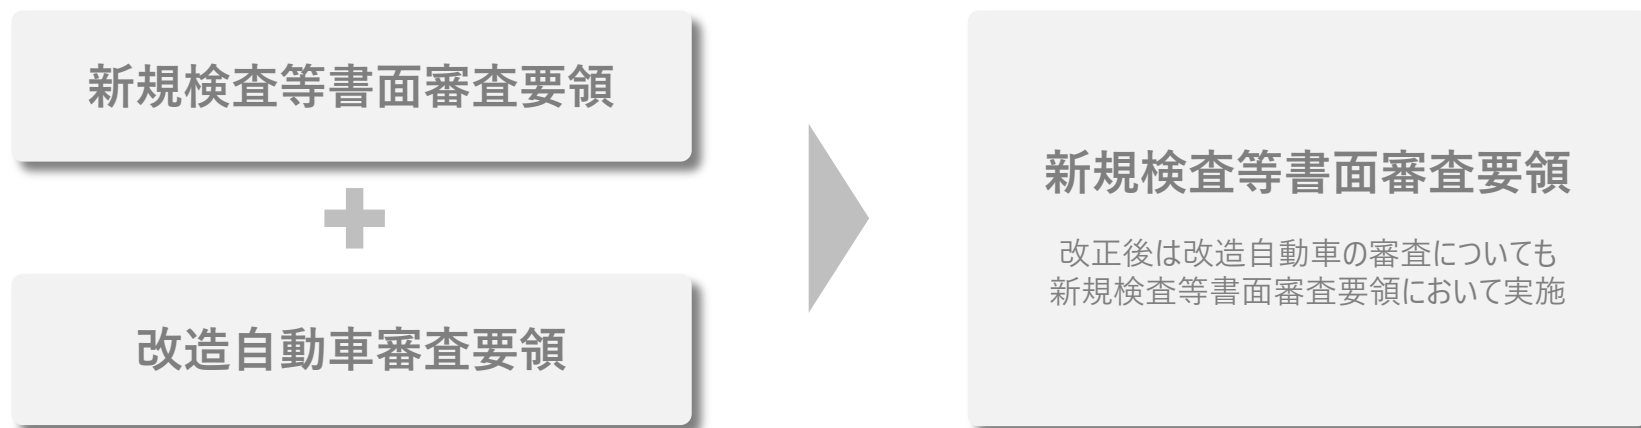 新規検査等書面審査要領
改造自動車審査要領
新規検査等書面審査要領
改正後は改造自動車の審査についても
新規検査等書面審査要領において実施